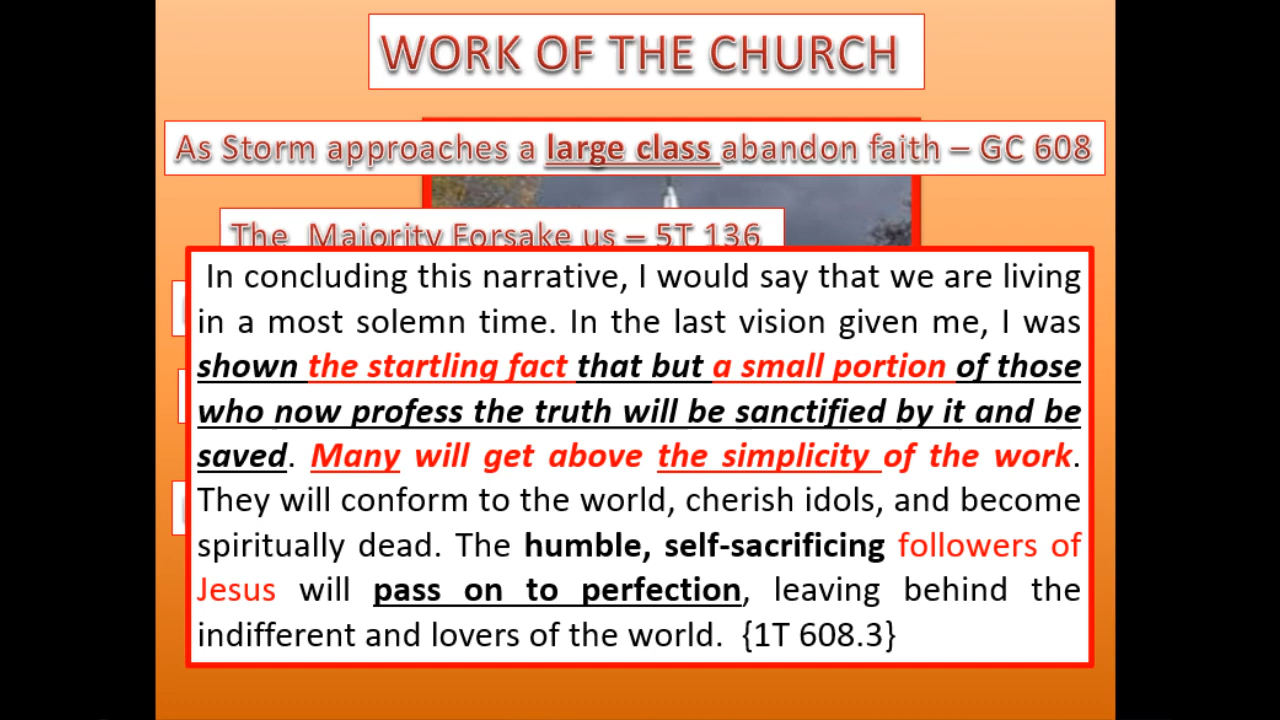 WORK OF THE CHURCH
As Storm approaches a large class abandon faith – GC 608
The Majority Forsake us – 5T 136
In concluding this narrative, I would say that we are living
in a most solemn time. In the last vision given me, I was
shown the startling fact that but a small portion of those
who now profess the truth will be sanctified by it and be
saved. Many will get above the simplicity of the work.
They will conform to the world, cherish idols, and become
spiritually dead. The humble, self-sacrificing followers of
Jesus will pass on to perfection, leaving behind the
indifferent and lovers of the world. {1T 608.3}